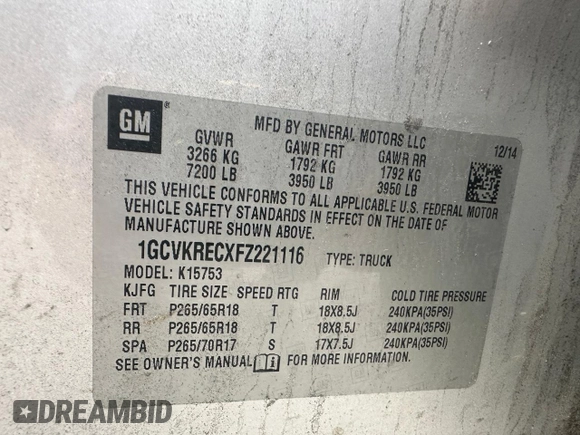 GM ®
MFD BY GENERAL MOTORS LLC 12/14
GVWR GAWR FRT GAWR RR
3266 KG 1792 KG 1792 KG
7200 LB 3950 LB 3950 LB
THIS VEHICLE CONFORMS TO ALL APPLICABLE U.S. FEDERAL MOTOR
VEHICLE SAFETY STANDARDS IN EFFECT ON THE DATE OF
MANUFACTURE SHOWN ABOVE.
1GCVKRECXFZ221116 TYPE: TRUCK
MODEL: K15753
KJFG TIRE SIZE SPEED RTG RIM COLD TIRE PRESSURE
FRT P265/65R18 T 18X8.5J 240KPA(35PSI)
RR P265/65R18 T 18X8.5J 240KPA(35PSI)
SPA P265/70R17 S 17X7.5J 240KPA(35PSI)
SEE OWNER'S MANUAL FOR MORE INFORMATION.
DREAMBID